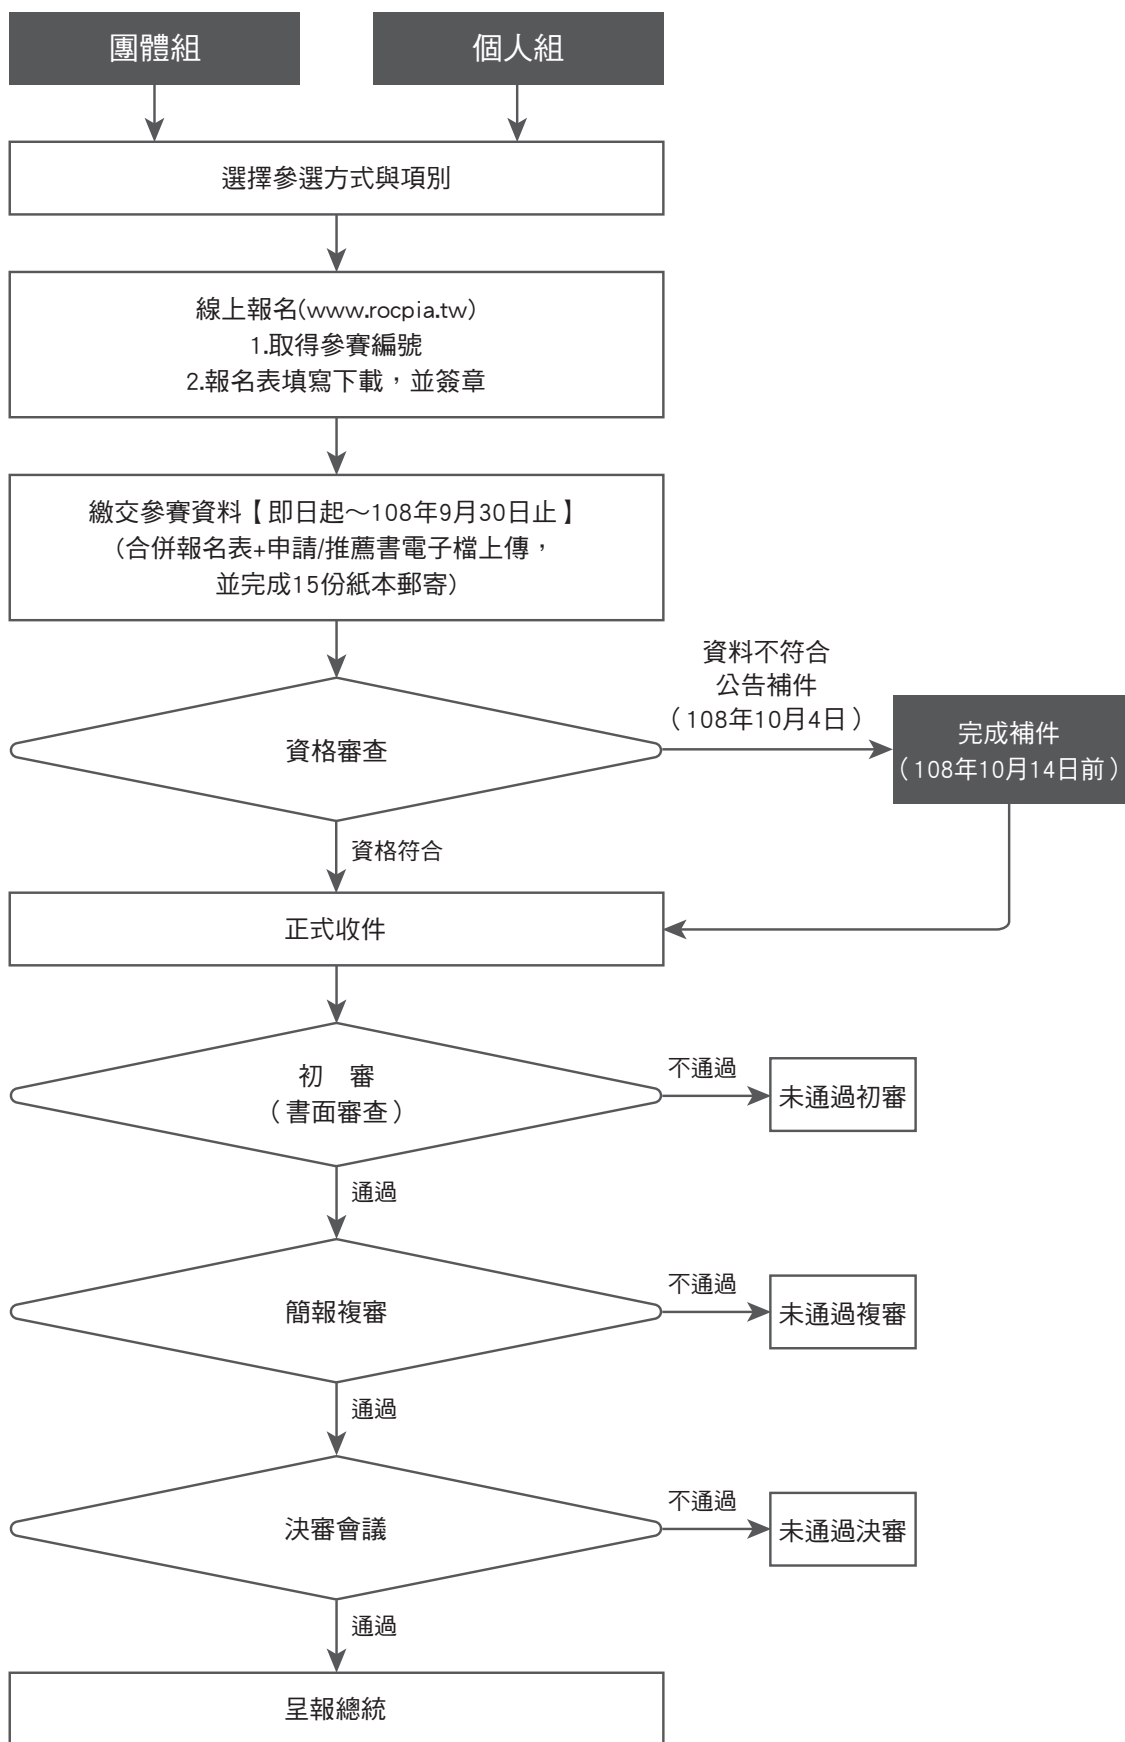 團體組
個人組
選擇參選方式與項別
線上報名(www.rocpia.tw)
1.取得參賽編號
2.報名表填寫下載，並簽章
繳交參賽資料【即日起～108年9月30日止】
(合併報名表+申請/推薦書電子檔上傳，
並完成15份紙本郵寄)
資格審查
資料不符合
公告補件
（108年10月4日）
完成補件
（108年10月14日前）
資格符合
正式收件
初　審
（書面審查）
不通過
未通過初審
通過
簡報複審
不通過
未通過複審
通過
決審會議
不通過
未通過決審
通過
呈報總統